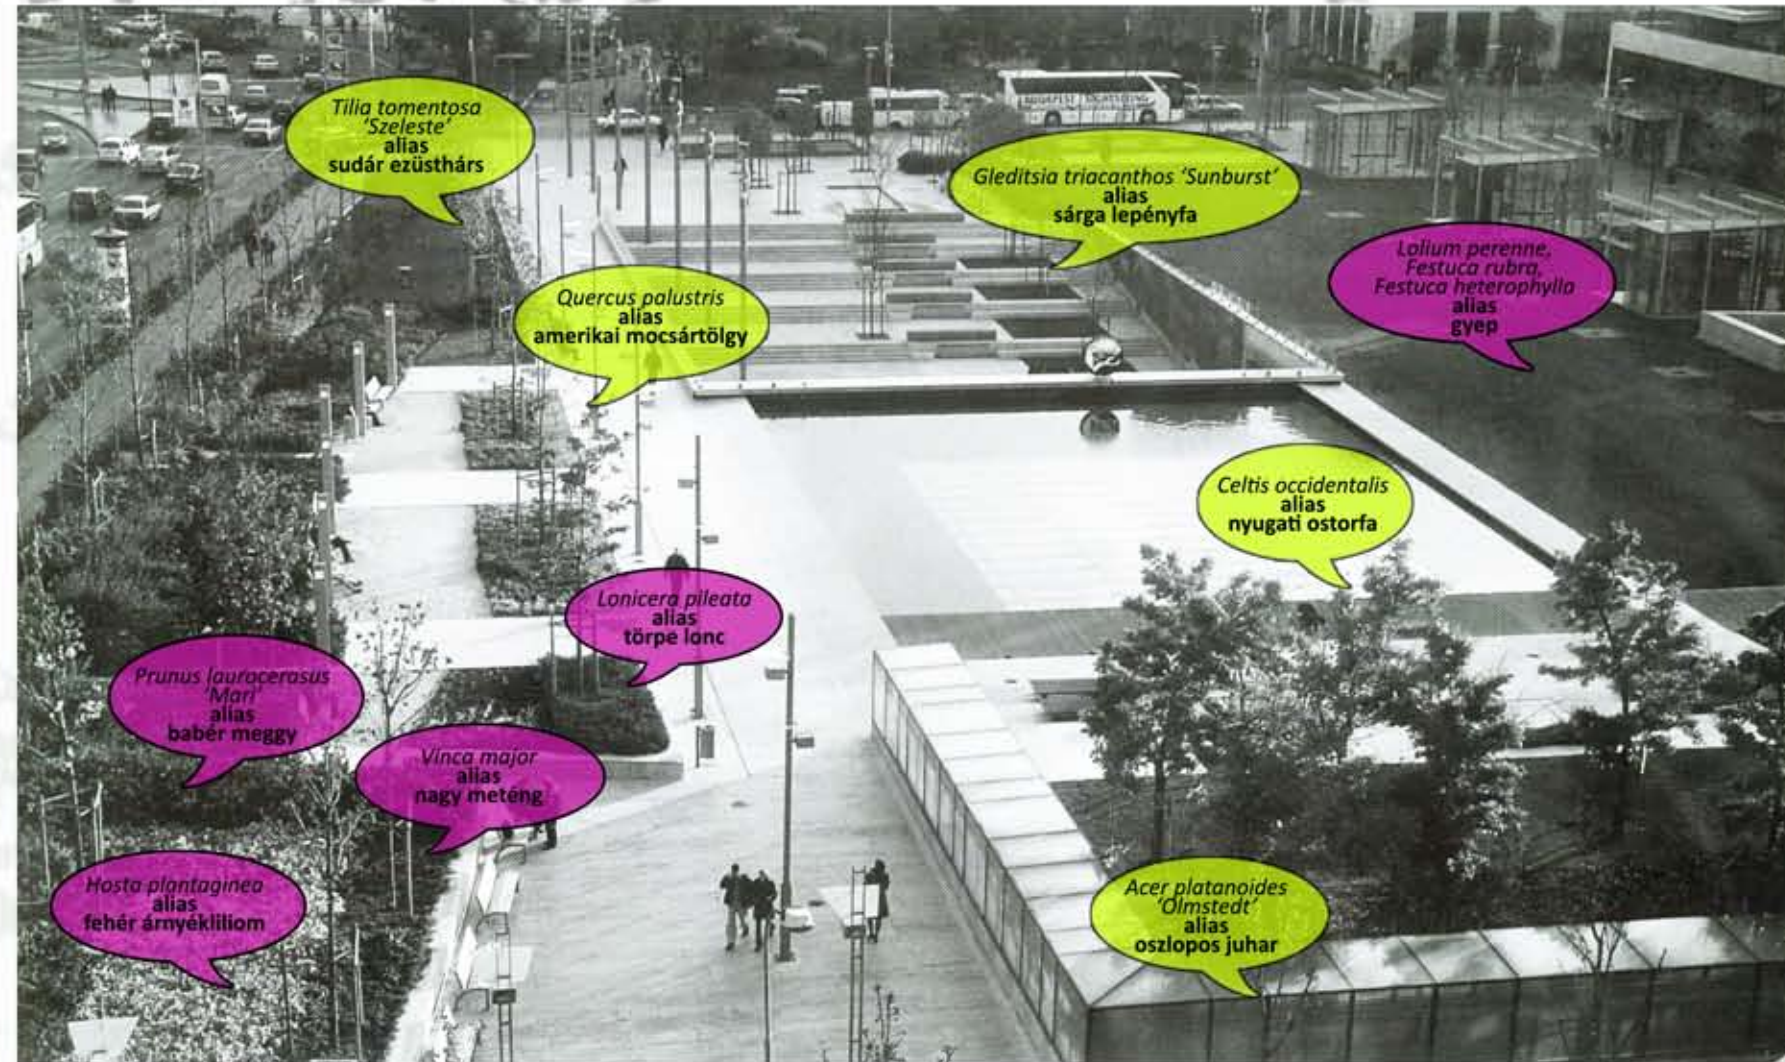 Tilia tomentosa
'Szeleste'
alias
sudár ezüsthárs
BUDAPEST SIGHTSEEING
Gleditsia triacanthos 'Sunburst'
alias
sárga lepényfa
Lolium perenne,
Festuca rubra,
Festuca heterophylla
alias
gyep
Quercus palustris
alias
amerikai mocsártölgy
Celtis occidentalis
alias
nyugati ostorfa
Lonicera pileata
alias
törpe lonc
Prunus laurocerasus
'Mari'
alias
babér meggy
Vinca major
alias
nagy meténg
Hosta plantaginea
alias
fehér árnyékliliom
Acer platanoides
'Olmstedt'
alias
oszlopos juhar